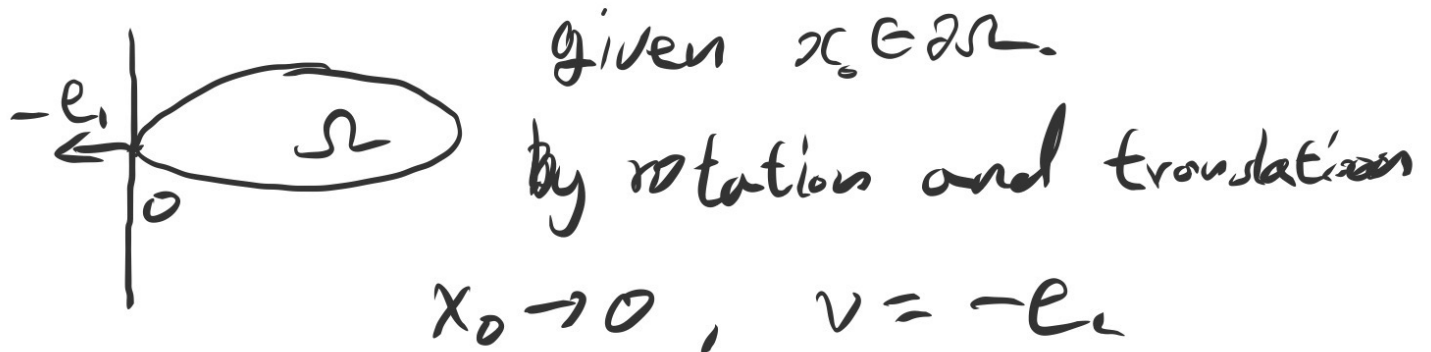 given x₀ ∈ ∂Ω.
-e₁
Ω
by rotation and translation
0
x₀ → 0, ν = -e₁